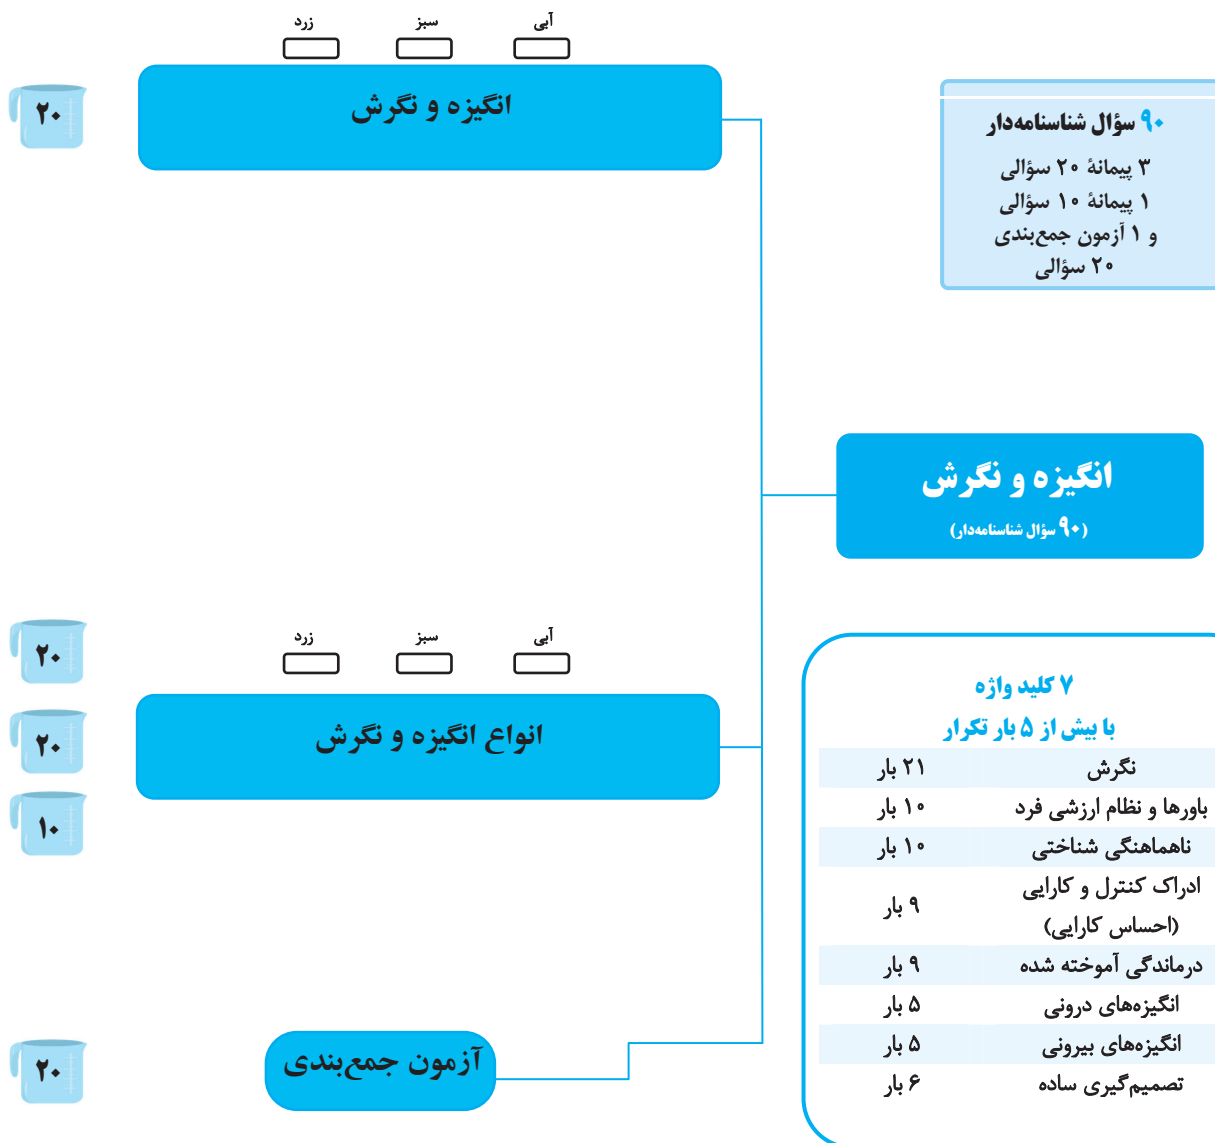 ۹۰ سؤال شناسنامه‌دار
۳ پیمانهٔ ۲۰ سؤالی
۱ پیمانهٔ ۱۰ سؤالی
و ۱ آزمون جمع‌بندی
۲۰ سؤالی
انگیزه و نگرش
(۹۰ سؤال شناسنامه‌دار)
آبی سبز زرد
انگیزه و نگرش
۲۰
آبی سبز زرد
انواع انگیزه و نگرش
۲۰
۲۰
۱۰
آزمون جمع‌بندی
۲۰
۷ کلید واژه
با بیش از ۵ بار تکرار
نگرش ۲۱ بار
باورها و نظام ارزشی فرد ۱۰ بار
ناهماهنگی شناختی ۱۰ بار
ادراک کنترل و کارایی
(احساس کارایی) ۹ بار
درماندگی آموخته شده ۹ بار
انگیزه‌های درونی ۵ بار
انگیزه‌های بیرونی ۵ بار
تصمیم‌گیری ساده ۶ بار